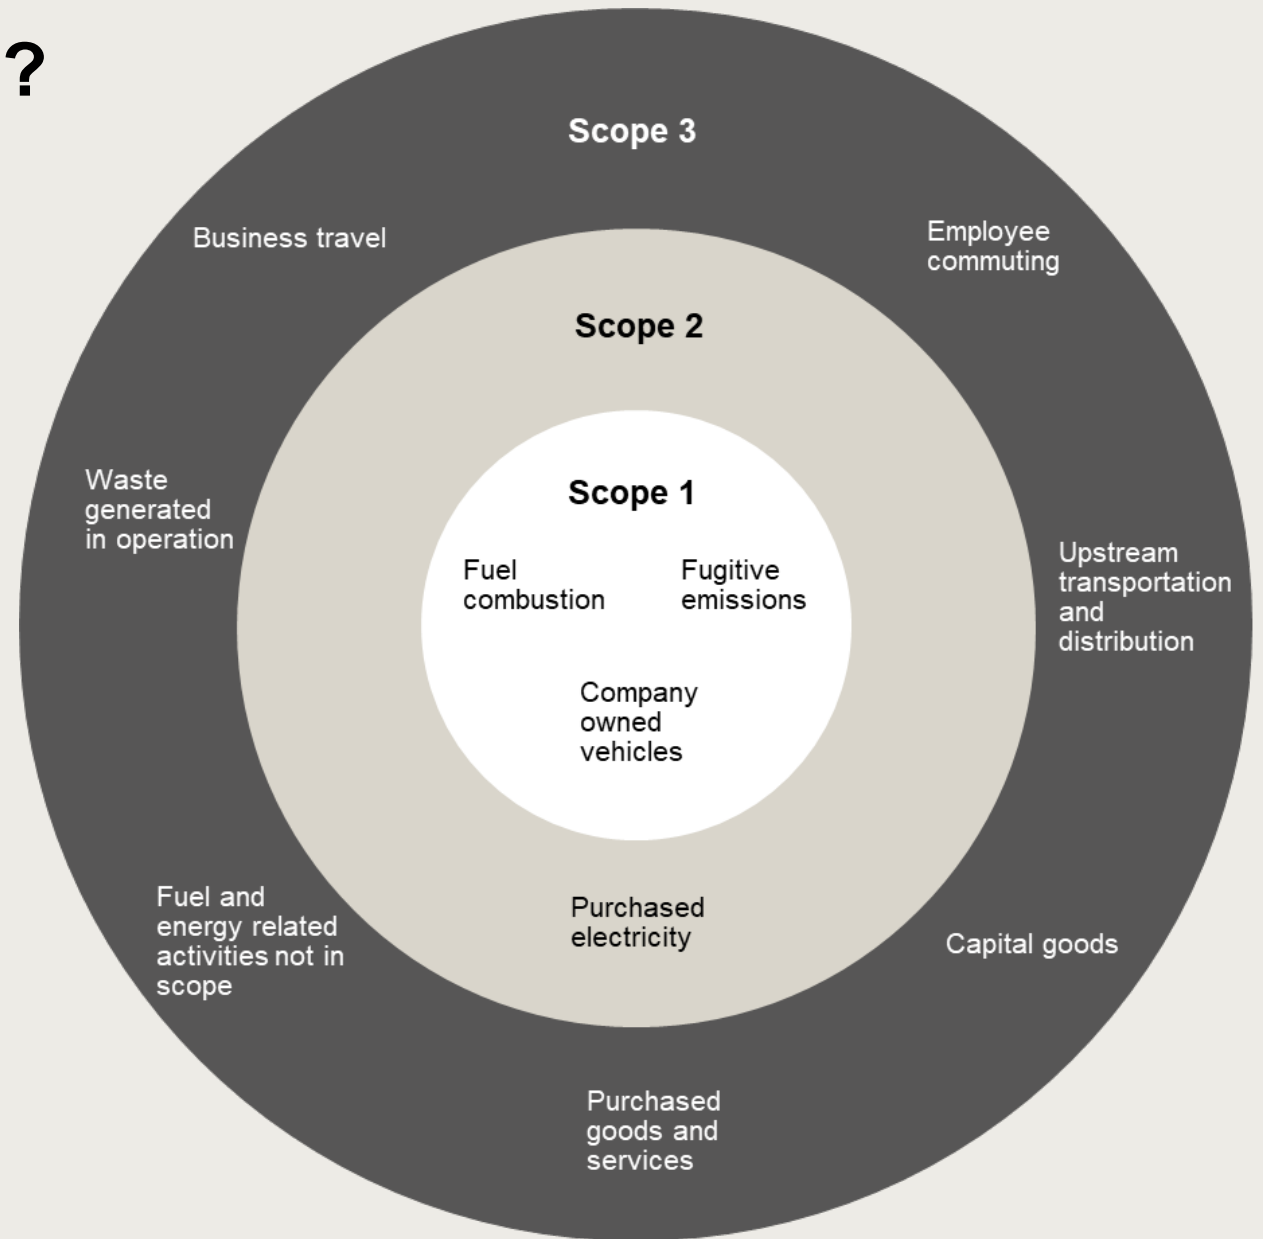 ?
Scope 3
Business travel
Employee
commuting
Scope 2
Waste
generated
in operation
Scope 1
Fuel
combustion
Fugitive
emissions
Upstream
transportation
and
distribution
Company
owned
vehicles
Fuel and
energy related
activities not in
scope
Purchased
electricity
Capital goods
Purchased
goods and
services